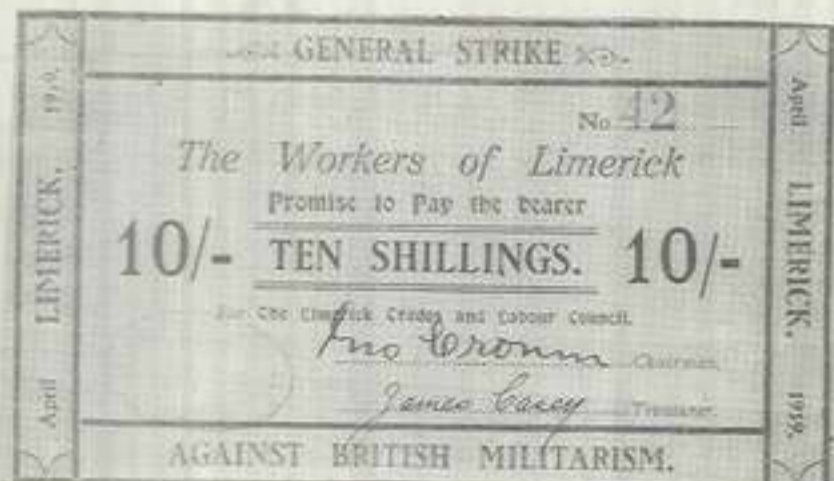 GENERAL STRIKE
No 42
The Workers of Limerick
Promise to Pay the bearer
10/- TEN SHILLINGS. 10/-
For The Limerick Trades and Labour Council.
Jno Cronin Chairman.
James Casey Treasurer.
AGAINST BRITISH MILITARISM.
April LIMERICK. 1919.
April LIMERICK. 1919.